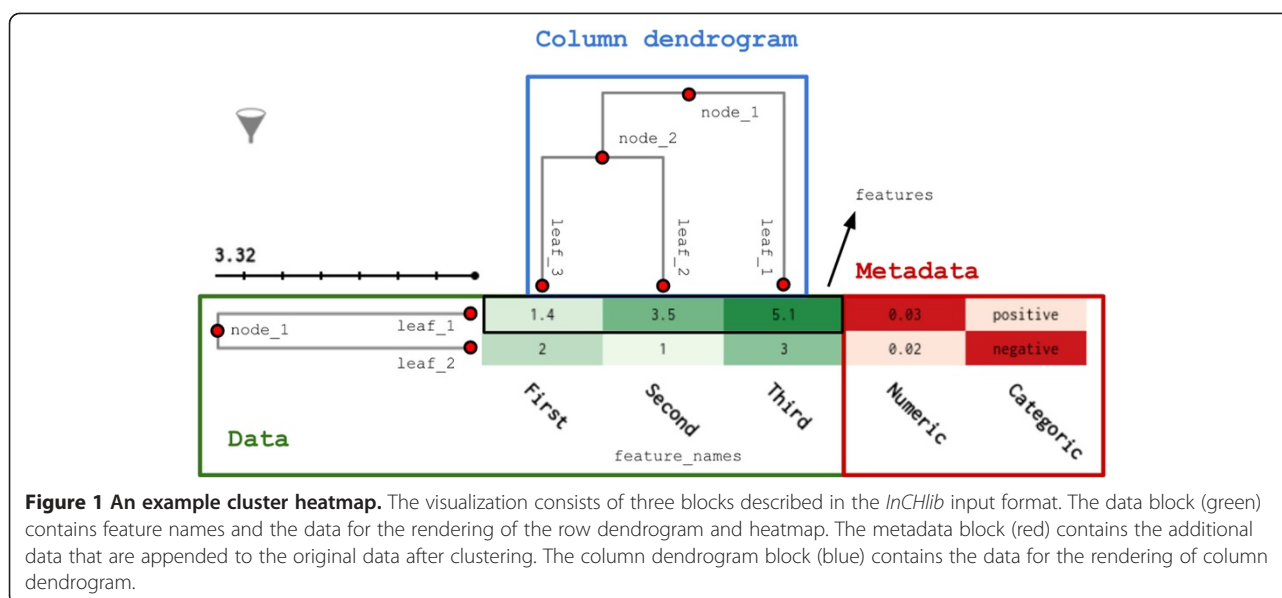 Column dendrogram
node_1
node_2
features
leaf_3
leaf_2
leaf_1
3.32
Metadata
leaf_1 1.4 3.5 5.1 0.03 positive
node_1
leaf_2 2 1 3 0.02 negative
First Second Third Numeric Categoric
Data
feature_names
Figure 1 An example cluster heatmap. The visualization consists of three blocks described in the InCHlib input format. The data block (green)
contains feature names and the data for the rendering of the row dendrogram and heatmap. The metadata block (red) contains the additional
data that are appended to the original data after clustering. The column dendrogram block (blue) contains the data for the rendering of column
dendrogram.